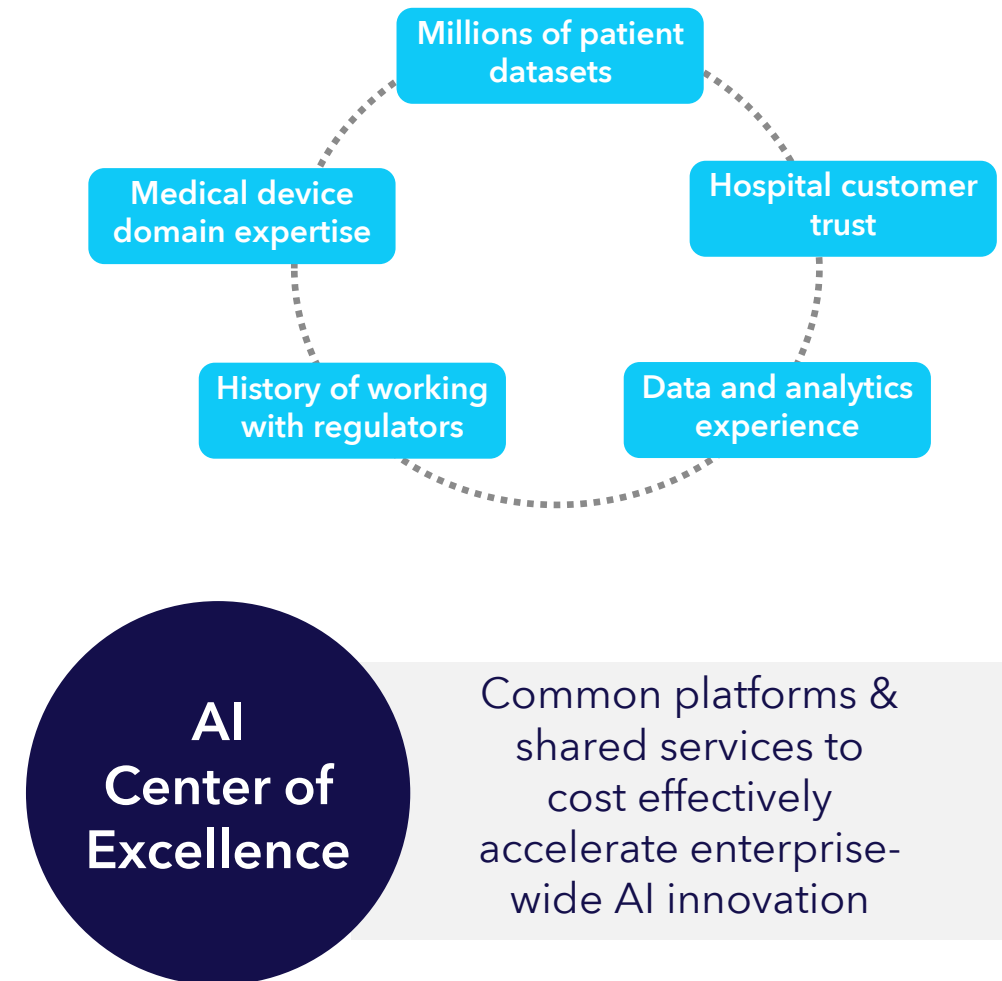 Millions of patient
datasets
Medical device
domain expertise
Hospital customer
trust
History of working
with regulators
Data and analytics
experience
AI
Center of
Excellence
Common platforms &
shared services to
cost effectively
accelerate enterprise-
wide AI innovation